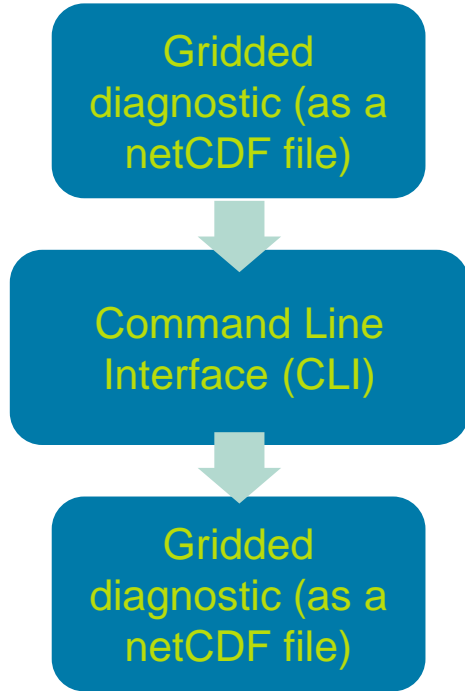 Gridded
diagnostic (as a
netCDF file)
Command Line
Interface (CLI)
Gridded
diagnostic (as a
netCDF file)